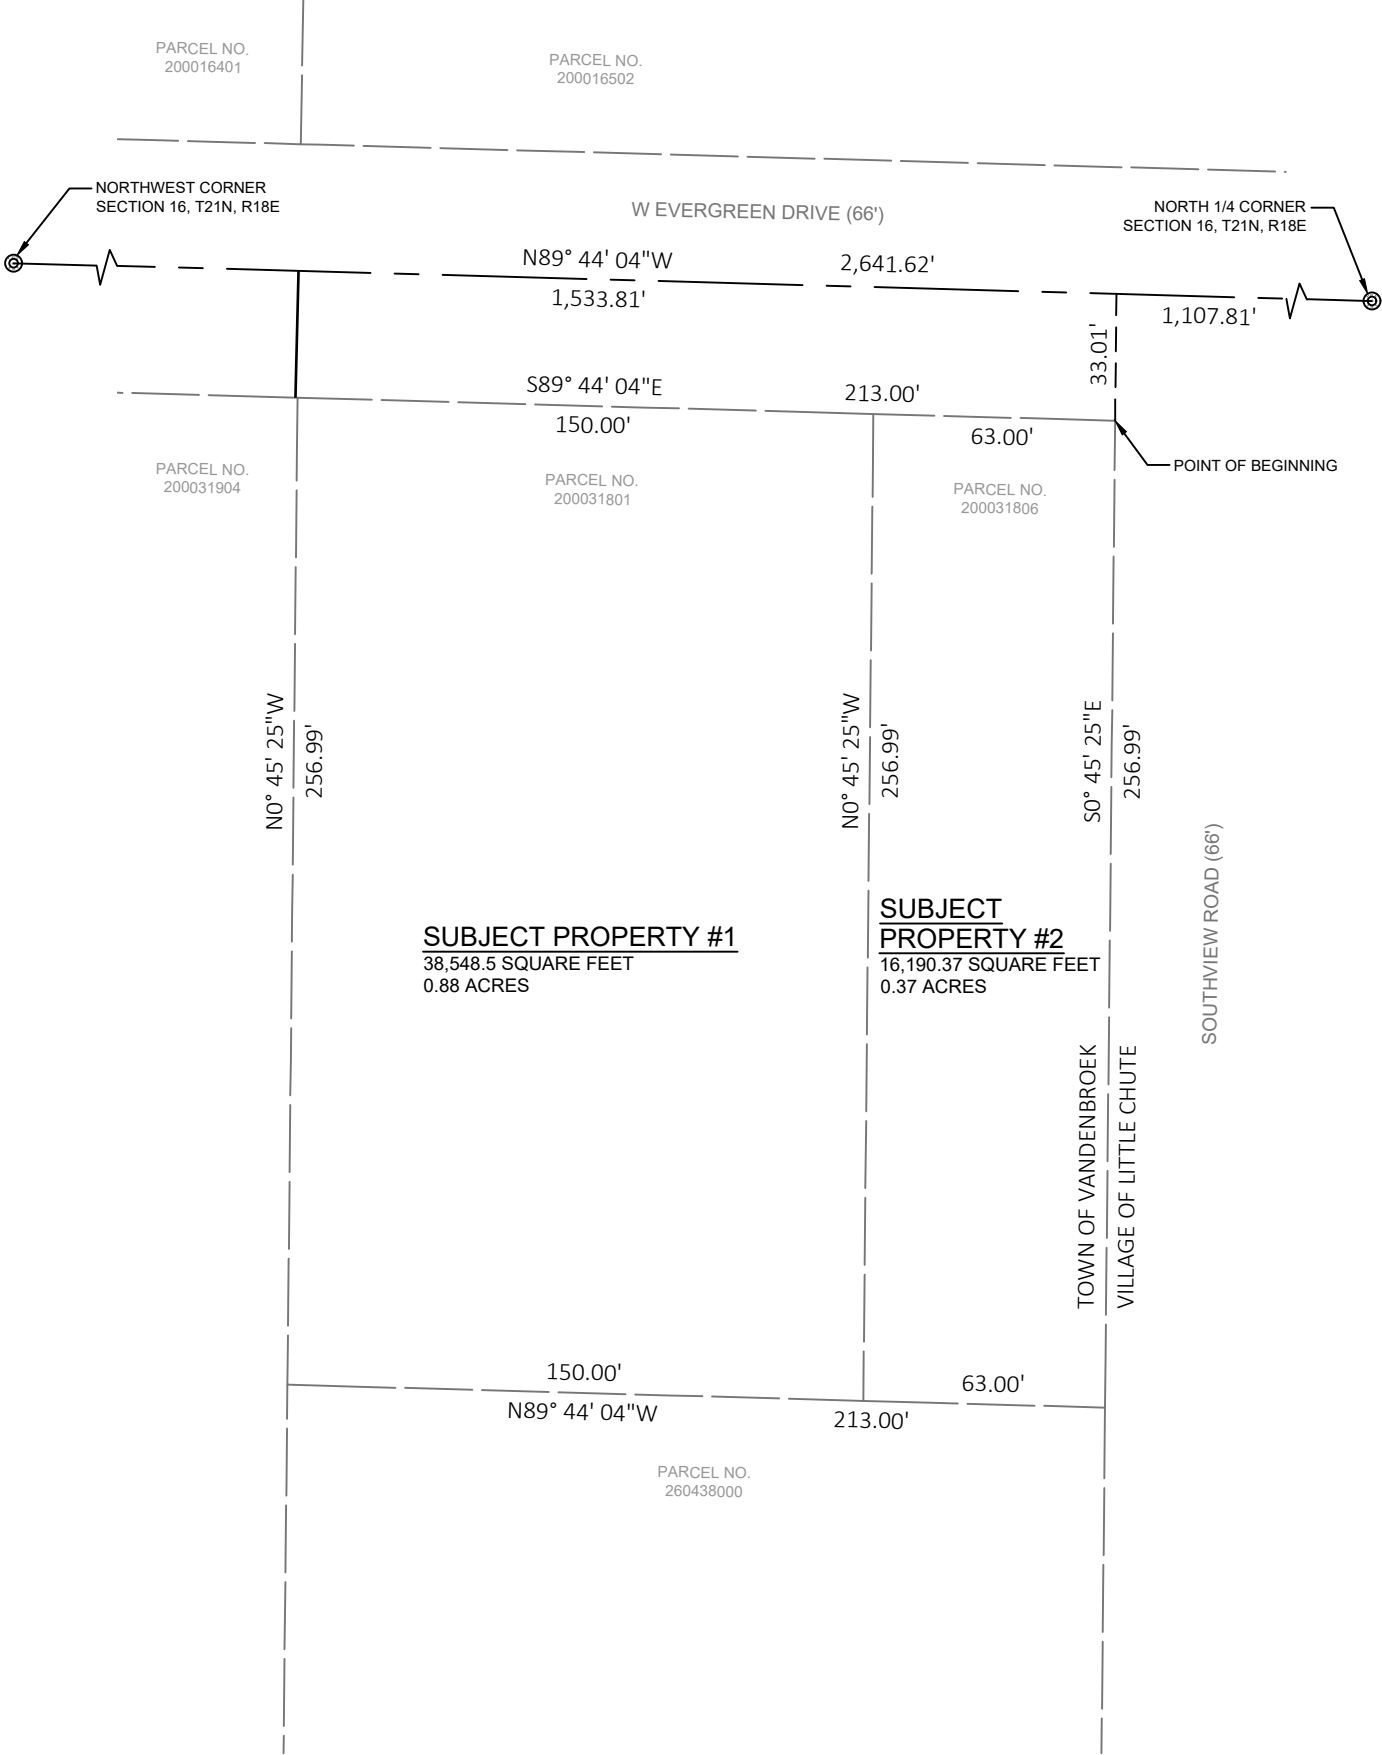 PARCEL NO.
200016401
PARCEL NO.
200016502
NORTHWEST CORNER
SECTION 16, T21N, R18E
W EVERGREEN DRIVE (66')
NORTH 1/4 CORNER
SECTION 16, T21N, R18E
N89° 44' 04"W
2,641.62'
1,533.81'
1,107.81'
33.01'
S89° 44' 04"E
213.00'
150.00'
63.00'
POINT OF BEGINNING
PARCEL NO.
200031904
PARCEL NO.
200031801
PARCEL NO.
200031806
N0° 45' 25"W
256.99'
N0° 45' 25"W
256.99'
S0° 45' 25"E
256.99'
SOUTHVIEW ROAD (66')
SUBJECT PROPERTY #1
38,548.5 SQUARE FEET
0.88 ACRES
SUBJECT
PROPERTY #2
16,190.37 SQUARE FEET
0.37 ACRES
TOWN OF VANDENBROEK
VILLAGE OF LITTLE CHUTE
150.00'
63.00'
N89° 44' 04"W
213.00'
PARCEL NO.
260438000